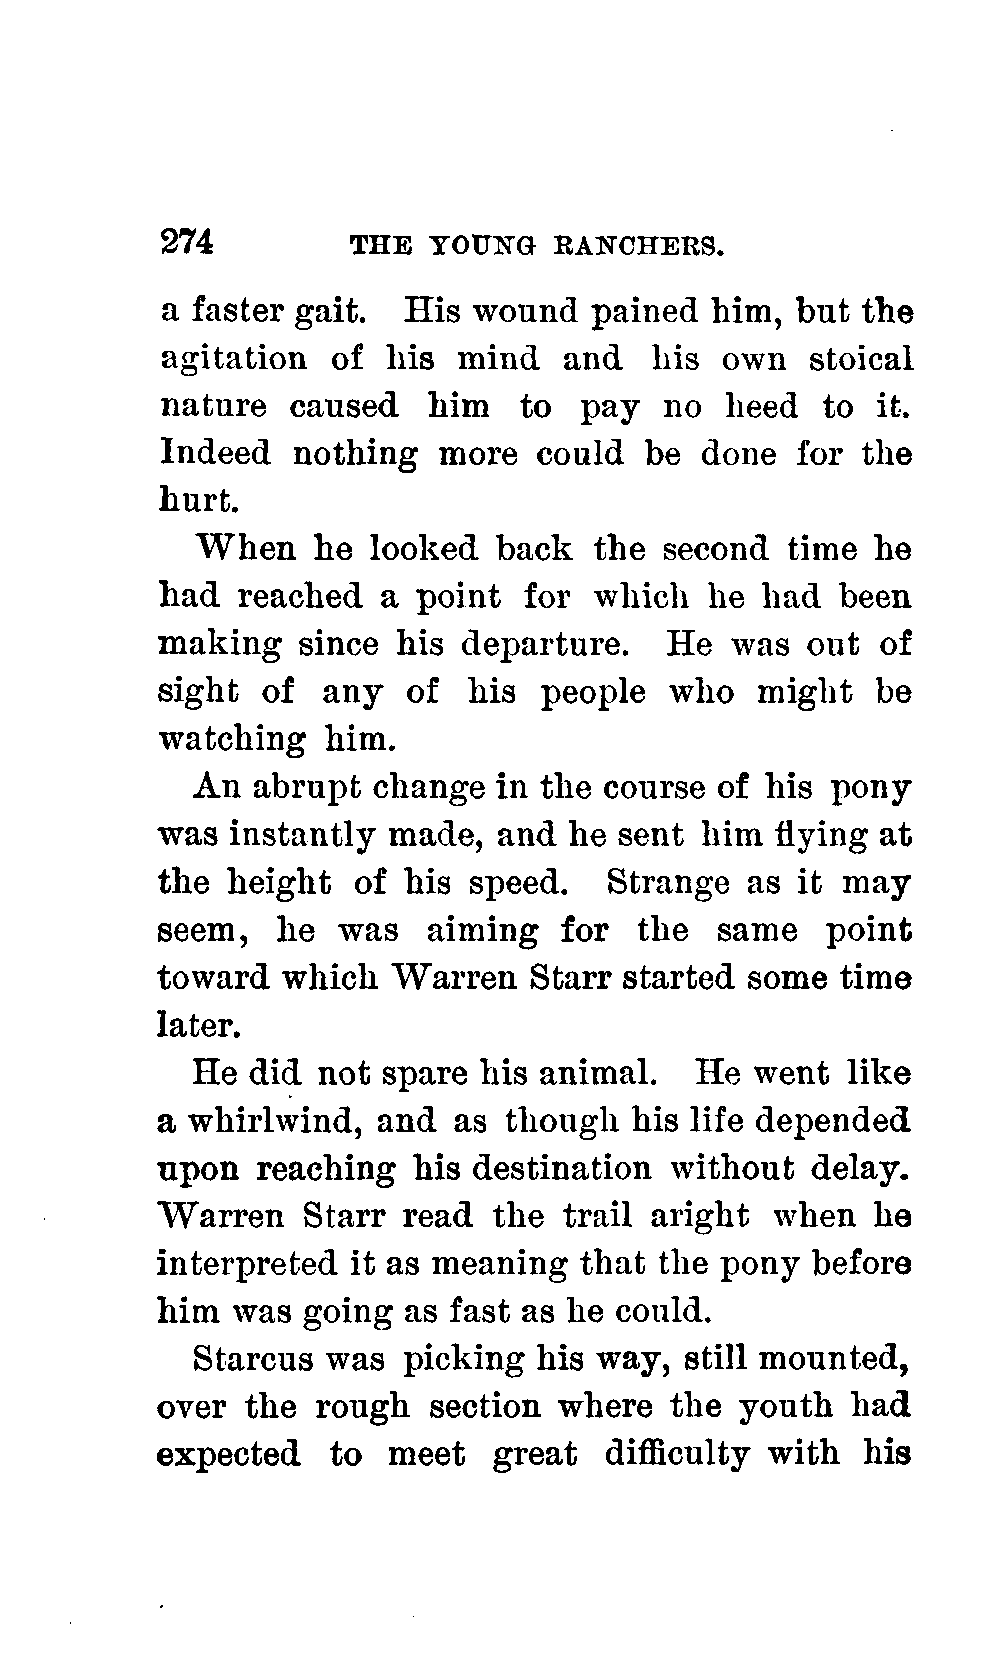 274 THE YOUNG RANCHERS.
a faster gait. His wound pained him, but the
agitation of his mind and his own stoical
nature caused him to pay no heed to it.
Indeed nothing more could be done for the
hurt.
When he looked back the second time he
had reached a point for which he had been
making since his departure. He was out of
sight of any of his people who might be
watching him.
An abrupt change in the course of his pony
was instantly made, and he sent him flying at
the height of his speed. Strange as it may
seem, he was aiming for the same point
toward which Warren Starr started some time
later.
He did not spare his animal. He went like
a whirlwind, and as though his life depended
upon reaching his destination without delay.
Warren Starr read the trail aright when he
interpreted it as meaning that the pony before
him was going as fast as he could.
Starcus was picking his way, still mounted,
over the rough section where the youth had
expected to meet great difficulty with his